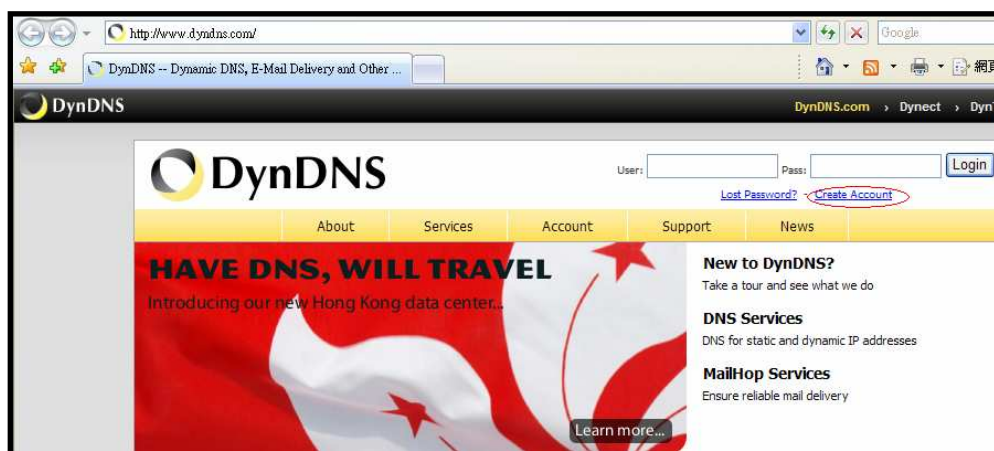 http://www.dyndns.com/
Google
DynDNS -- Dynamic DNS, E-Mail Delivery and Other ...
DynDNS
DynDNS.com › Dynect ›
DynDNS
User:
Pass:
Login
Lost Password? - Create Account
About Services Account Support News
HAVE DNS, WILL TRAVEL
Introducing our new Hong Kong data center...
Learn more...
New to DynDNS?
Take a tour and see what we do
DNS Services
DNS for static and dynamic IP addresses
MailHop Services
Ensure reliable mail delivery